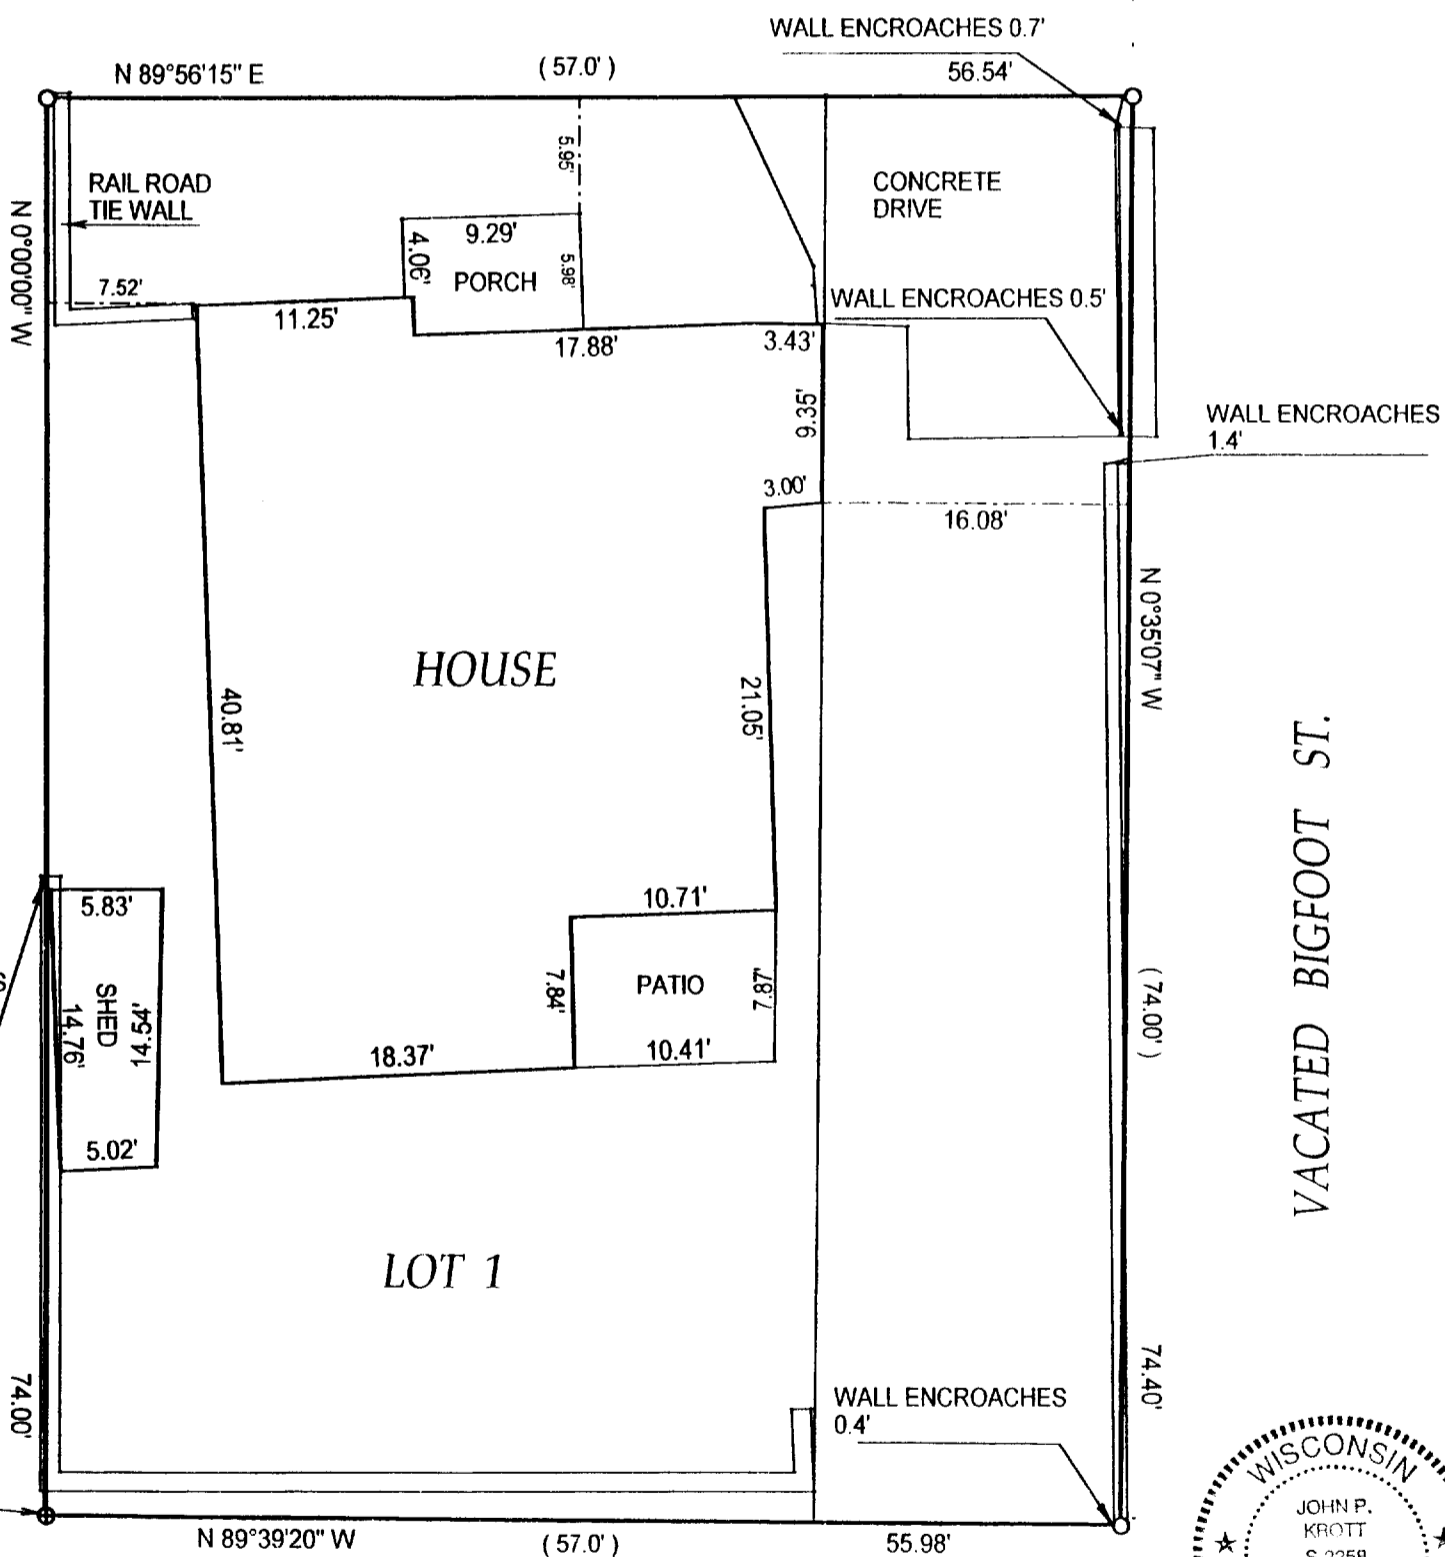 WALL ENCROACHES 0.7'
N 89°56'15" E
( 57.0' )
56.54'
RAIL ROAD
TIE WALL
5.95'
CONCRETE
DRIVE
N 0°00'00" W
9.29'
4.06'
PORCH
5.98'
7.52'
11.25'
17.88'
3.43'
WALL ENCROACHES 0.5'
9.35'
WALL ENCROACHES
1.4'
3.00'
16.08'
N 0°35'07" W
HOUSE
40.81'
21.05'
VACATED BIGFOOT ST.
5.83'
10.71'
SHED
14.76'
14.54'
7.84'
PATIO
7.87'
( 74.00' )
18.37'
10.41'
5.02'
LOT 1
74.00'
74.40'
WALL ENCROACHES
0.4'
N 89°39'20" W
( 57.0' )
55.98'
WISCONSIN
JOHN P.
KROTT